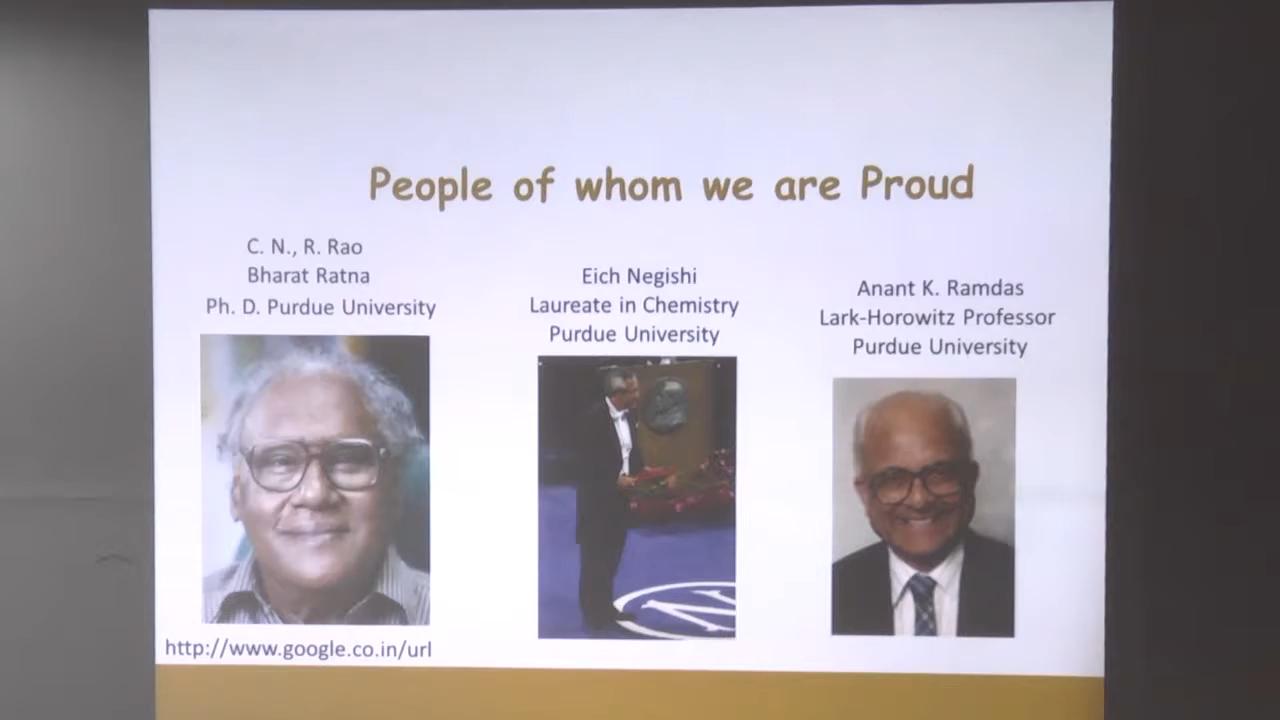 People of whom we are Proud
C. N., R. Rao
Bharat Ratna
Ph. D. Purdue University
Eich Negishi
Laureate in Chemistry
Purdue University
Anant K. Ramdas
Lark-Horowitz Professor
Purdue University
N
http://www.google.co.in/url